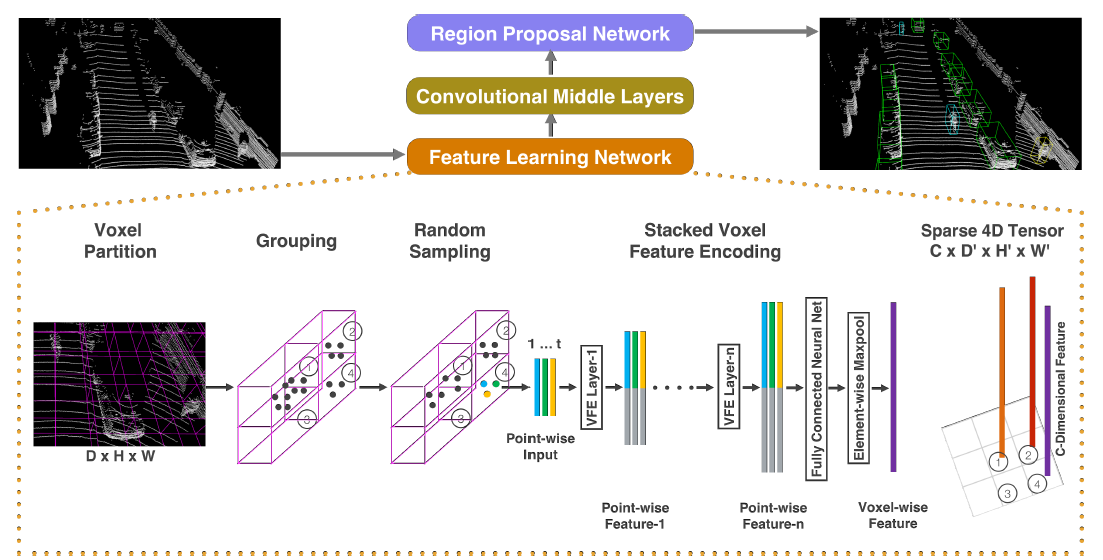 Region Proposal Network
Convolutional Middle Layers
Feature Learning Network
Voxel
Partition
Grouping
Random
Sampling
Stacked Voxel
Feature Encoding
Sparse 4D Tensor
C x D' x H' x W'
D x H x W
1
2
3
4
1
2
3
4
1 ... t
Point-wise
Input
VFE Layer-1
Point-wise
Feature-1
VFE Layer-n
Point-wise
Feature-n
Fully Connected Neural Net
Element-wise Maxpool
Voxel-wise
Feature
C-Dimensional Feature
1
2
3
4